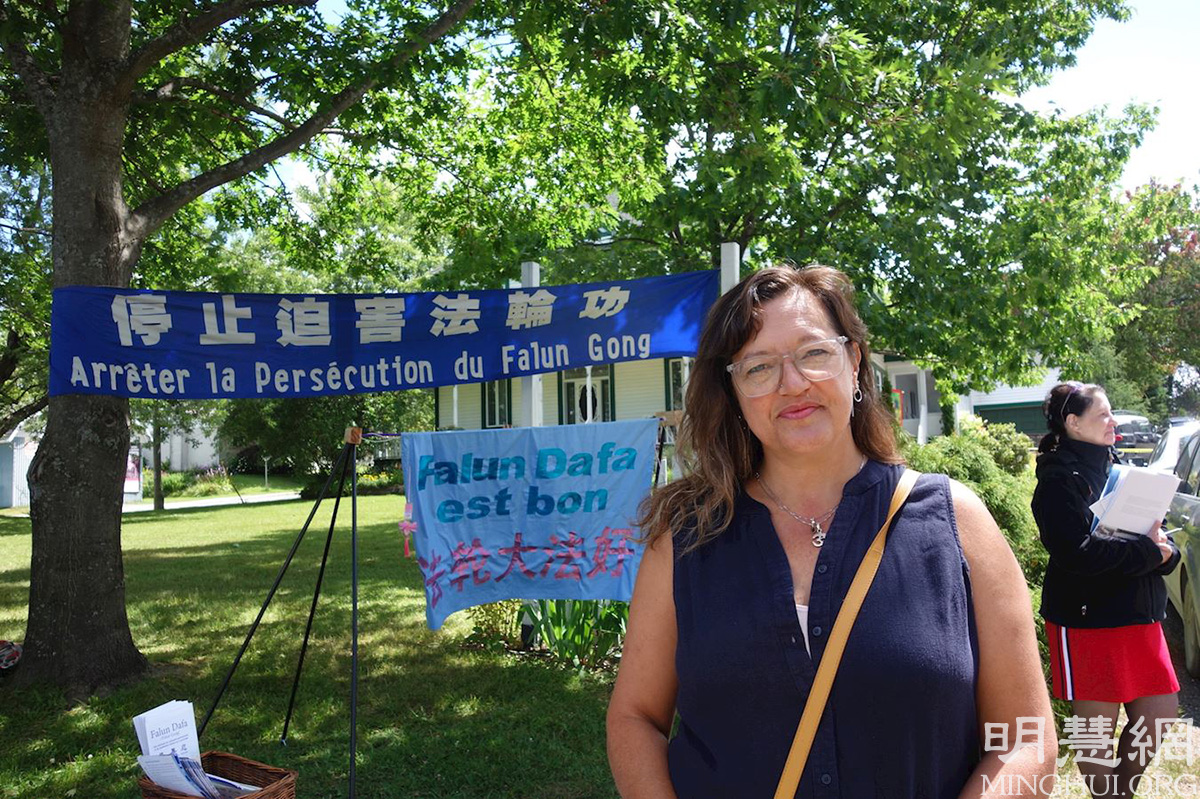 停止迫害法輪功
Arrêter la Persécution du Falun Gong
Falun Dafa
est bon
法轮大法好
Falun Dafa
明慧網
MINGHUI.ORG